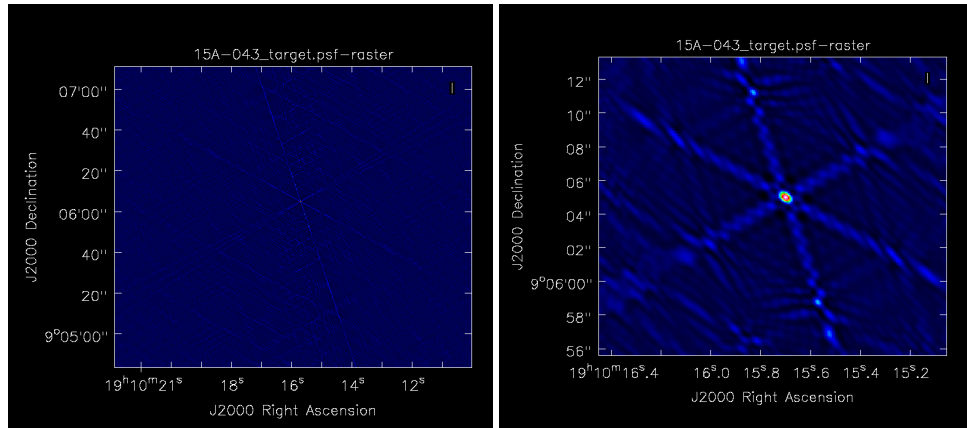 15A-043_target.psf-raster
I
07'00"
40"
20"
06'00"
40"
20"
9°05'00"
J2000 Declination
19ʰ10ᵐ21ˢ 18ˢ 16ˢ 14ˢ 12ˢ
J2000 Right Ascension
15A-043_target.psf-raster
I
12"
10"
08"
06"
04"
02"
9°06'00"
58"
56"
J2000 Declination
19ʰ10ᵐ16ˢ.4 16ˢ.0 15ˢ.8 15ˢ.6 15ˢ.4 15ˢ.2
J2000 Right Ascension